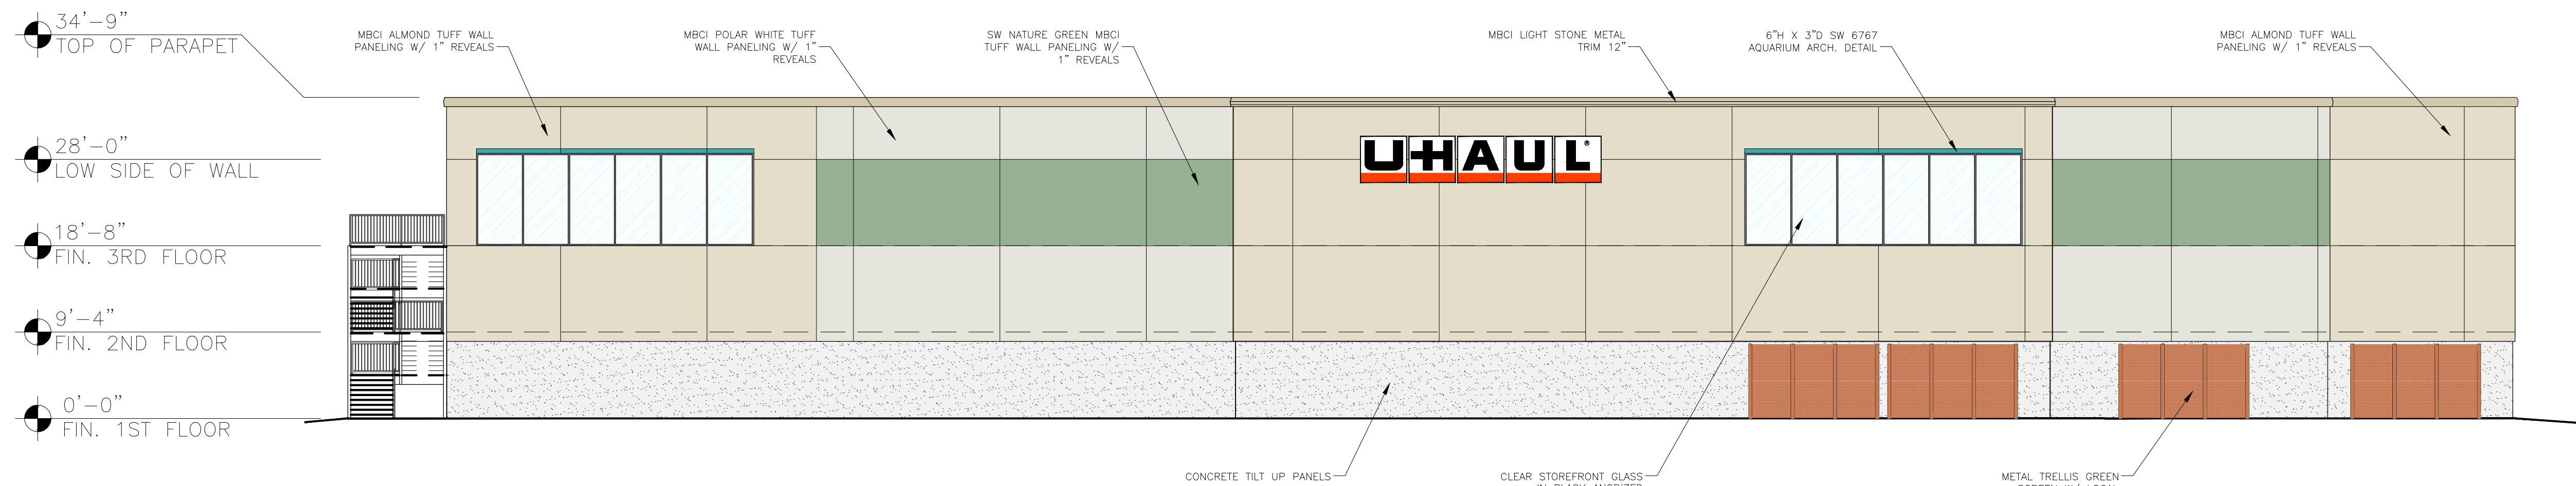 34'-9"
TOP OF PARAPET
28'-0"
LOW SIDE OF WALL
18'-8"
FIN. 3RD FLOOR
9'-4"
FIN. 2ND FLOOR
0'-0"
FIN. 1ST FLOOR
MBCI ALMOND TUFF WALL
PANELING W/ 1" REVEALS
MBCI POLAR WHITE TUFF
WALL PANELING W/ 1"
REVEALS
SW NATURE GREEN MBCI
TUFF WALL PANELING W/
1" REVEALS
MBCI LIGHT STONE METAL
TRIM 12"
6"H X 3"D SW 6767
AQUARIUM ARCH. DETAIL
MBCI ALMOND TUFF WALL
PANELING W/ 1" REVEALS
U-HAUL®
CONCRETE TILT UP PANELS
CLEAR STOREFRONT GLASS
METAL TRELLIS GREEN